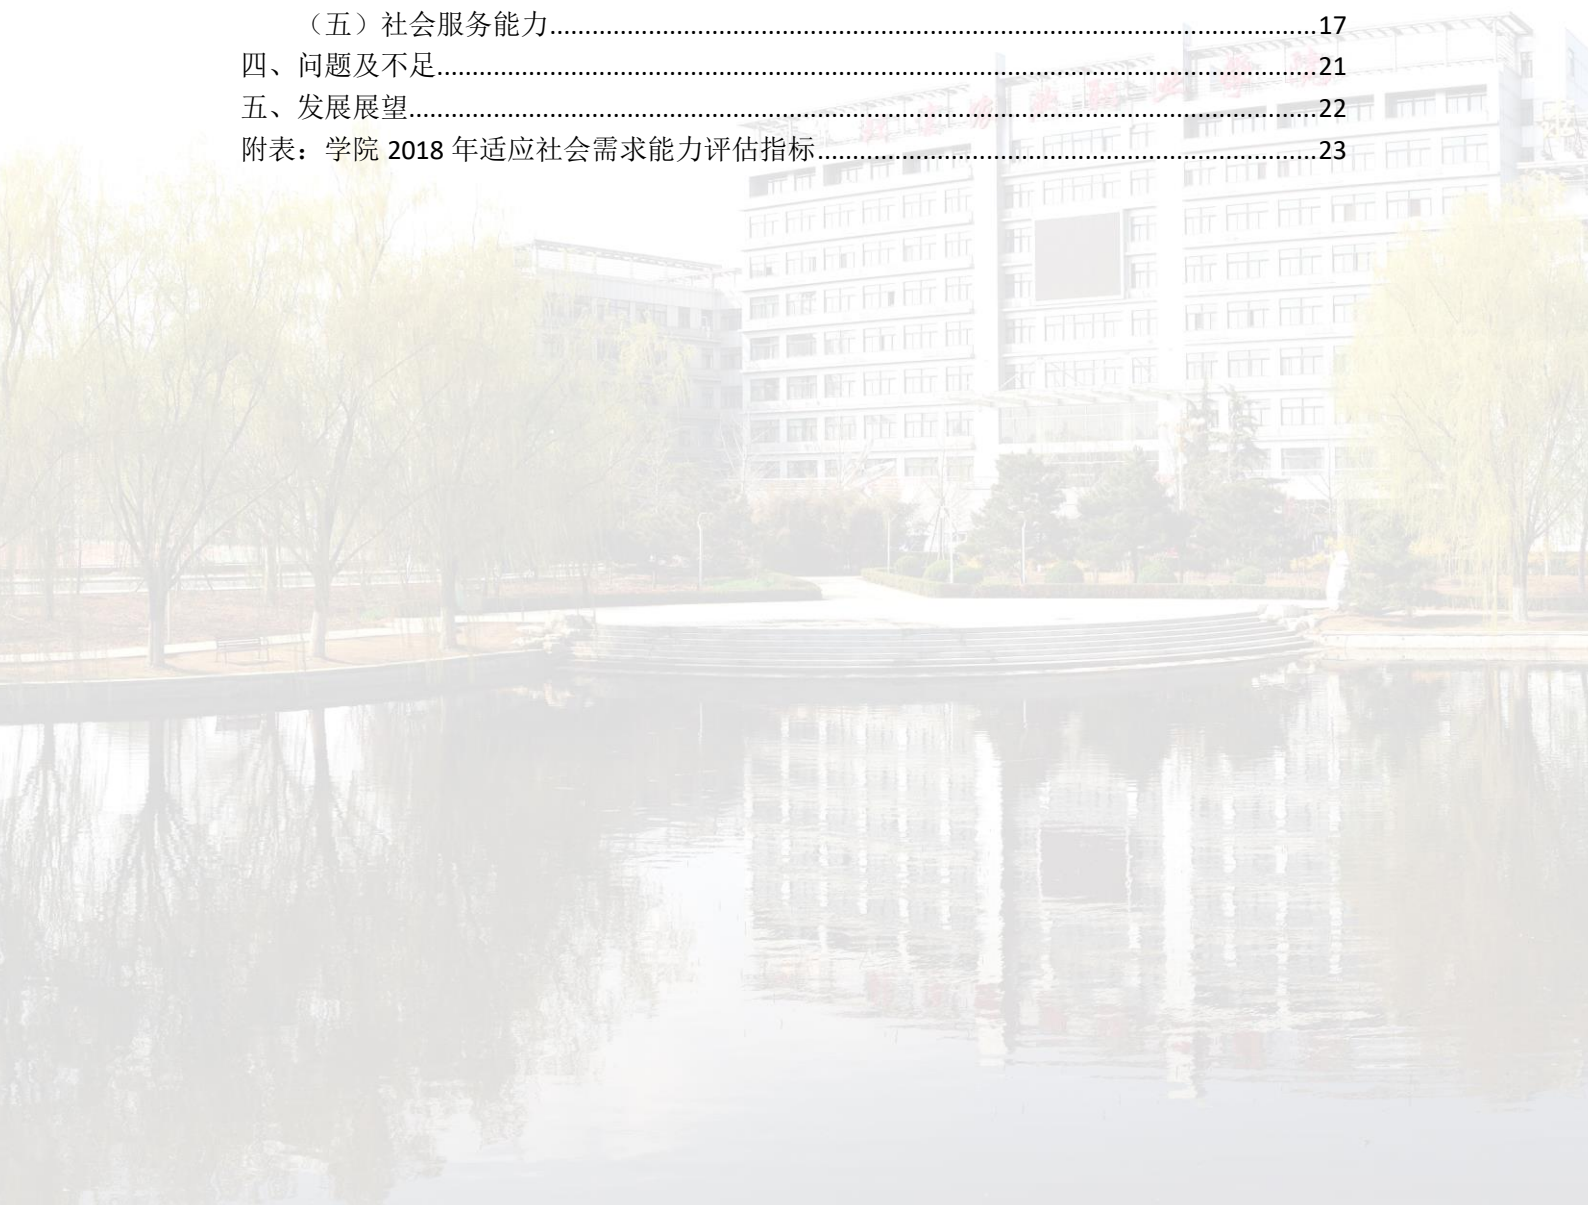 （五）社会服务能力..........................................................................................17
四、问题及不足.........................................................................................................21
五、发展展望............................................................................................................22
附表：学院 2018 年适应社会需求能力评估指标...........................................................23